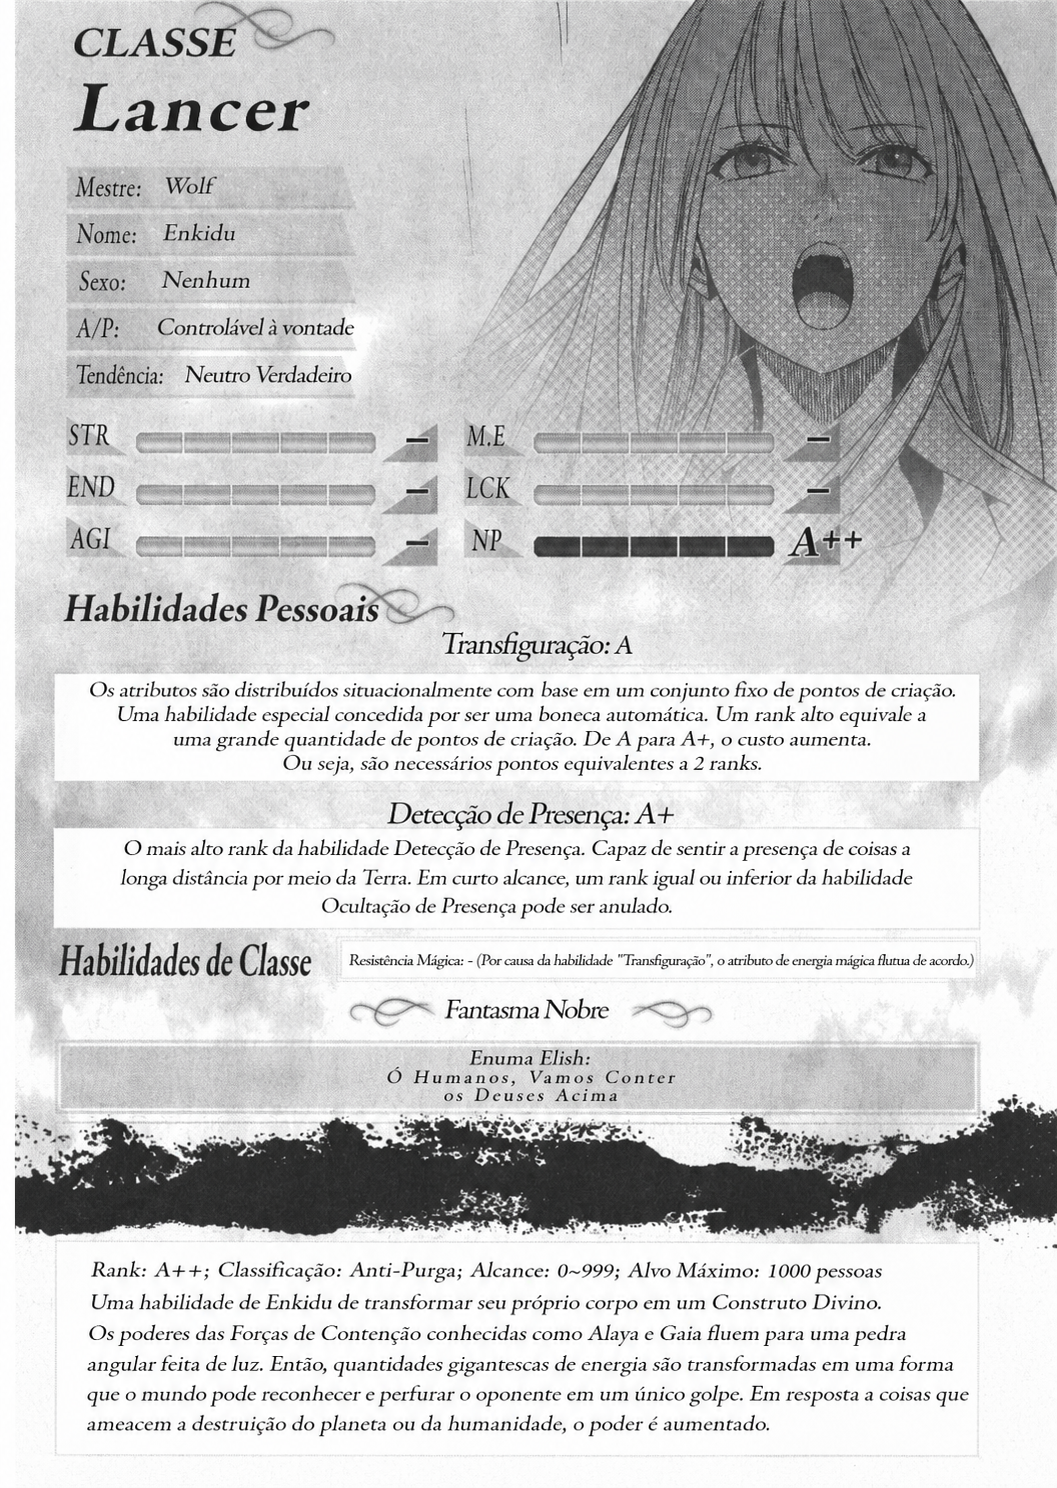 CLASSE
Lancer
Mestre: Wolf
Nome: Enkidu
Sexo: Nenhum
A/P: Controlável à vontade
Tendência: Neutro Verdadeiro
STR –
M.E –
END –
LCK –
AGI –
NP A++
Habilidades Pessoais
Transfiguração: A
Os atributos são distribuídos situacionalmente com base em um conjunto fixo de pontos de criação.
Uma habilidade especial concedida por ser uma boneca automática. Um rank alto equivale a
uma grande quantidade de pontos de criação. De A para A+, o custo aumenta.
Ou seja, são necessários pontos equivalentes a 2 ranks.
Detecção de Presença: A+
O mais alto rank da habilidade Detecção de Presença. Capaz de sentir a presença de coisas a
longa distância por meio da Terra. Em curto alcance, um rank igual ou inferior da habilidade
Ocultação de Presença pode ser anulado.
Habilidades de Classe
Resistência Mágica: - (Por causa da habilidade "Transfiguração", o atributo de energia mágica flutua de acordo.)
Fantasma Nobre
Enuma Elish:
Ó Humanos, Vamos Conter
os Deuses Acima
Rank: A++; Classificação: Anti-Purga; Alcance: 0~999; Alvo Máximo: 1000 pessoas
Uma habilidade de Enkidu de transformar seu próprio corpo em um Construto Divino.
Os poderes das Forças de Contenção conhecidas como Alaya e Gaia fluem para uma pedra
angular feita de luz. Então, quantidades gigantescas de energia são transformadas em uma forma
que o mundo pode reconhecer e perfurar o oponente em um único golpe. Em resposta a coisas que
ameacem a destruição do planeta ou da humanidade, o poder é aumentado.